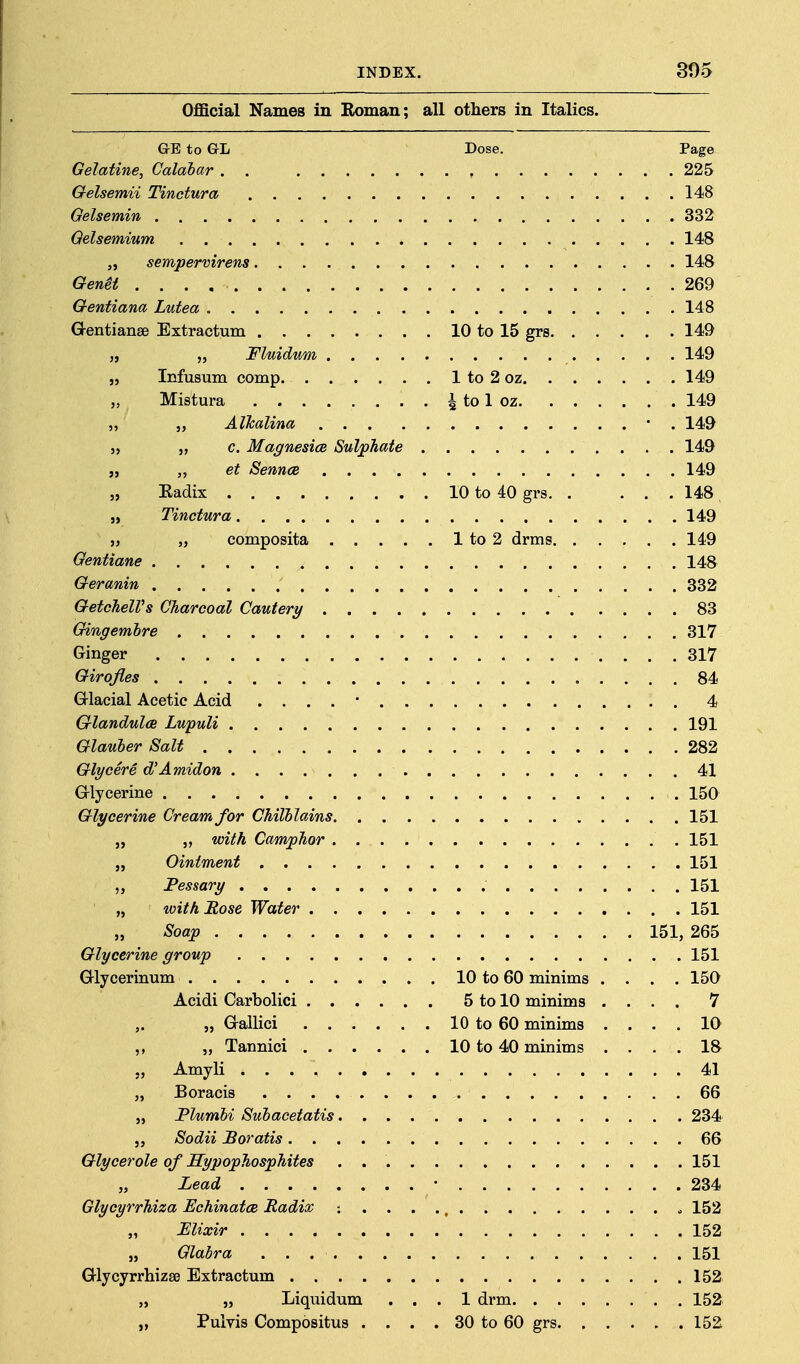 INDEX. 395
Official Names in Roman; all others in Italics.
GE to GL Dose. Page
Gelatine, Calabar . . . . . . . . . . . . . . . . . . 225
Gelsemii Tinctura . . . . . . . . . . . . . . . . . . 148
Gelsemin . . . . . . . . . . . . . . . . . . 332
Gelsemium . . . . . . . . . . . . . . . . . . 148
„ sempervirens . . . . . . . . . . . . . . . . . . 148
Genêt . . . . . . . . . . . . . . . . . . 269
Gentiana Lutea . . . . . . . . . . . . . . . . . . 148
Gentianæ Extractum . . . . . . . . 10 to 15 grs. . . . . . 149
„ „ Fluidum . . . . . . . . . . . . . . . . . . 149
„ Infusum comp. . . . . . . 1 to 2 oz. . . . . . . 149
„ Mistura . . . . . . . . ½ to 1 oz. . . . . . . 149
„ „ Alkalina . . . . . . . . . . . . . . . . . . 149
„ „ c. Magnesiæ Sulphate . . . . . . . . . . . . 149
„ „ et Sennæ . . . . . . . . . . . . . . . . . . 149
„ Radix . . . . . . . . . 10 to 40 grs. . . . . 148
„ Tinctura . . . . . . . . . . . . . . . . . . 149
„ „ composita . . . . . 1 to 2 drms. . . . . . 149
Gentiane . . . . . . . . . . . . . . . . . . 148
Geranin . . . . . . . . . . . . . . . . . . 332
Getchell's Charcoal Cautery . . . . . . . . . . . . . . . 83
Gingembre . . . . . . . . . . . . . . . . . . 317
Ginger . . . . . . . . . . . . . . . . . . 317
Girofles . . . . . . . . . . . . . . . . . . 84
Glacial Acetic Acid . . . . . . . . . . . . . . . . . . 4
Glandulæ Lupuli . . . . . . . . . . . . . . . . . . 191
Glauber Salt . . . . . . . . . . . . . . . . . . 282
Glycéré d'Amidon . . . . . . . . . . . . . . . . . . 41
Glycerine . . . . . . . . . . . . . . . . . . 150
Glycerine Cream for Chilblains. . . . . . . . . . . . . . . 151
„ „ with Camphor . . . . . . . . . . . . . . . 151
„ Ointment . . . . . . . . . . . . . . . . . . 151
„ Pessary . . . . . . . . . . . . . . . . . . 151
„ with Rose Water . . . . . . . . . . . . . . . 151
„ Soap . . . . . . . . . . . . . . . . . . 151, 265
Glycerine group . . . . . . . . . . . . . . . . . . 151
Glycerinum . . . . . . . . . . . 10 to 60 minims . . . . 150
Acidi Carbolici . . . . . . 5 to 10 minims . . . . 7
„ „ Gallici . . . . . . 10 to 60 minims . . . . 10
„ „ Tannici . . . . . . 10 to 40 minims . . . . 18
„ Amyli . . . . . . . . . . . . . . . . . . 41
„ Boracis . . . . . . . . . . . . . . . . . . 66
„ Plumbi Subacetatis . . . . . . . . . . . . . . . 234
„ Sodii Boratis . . . . . . . . . . . . . . . . . . 66
Glycerole of Hypophosphites . . . . . . . . . . . . . . . 151
„ Lead . . . . . . . . . . . . . . . . . . 234
Glycyrrhiza Echinatæ Radix . . . . . . . . . . . . . . . 152
„ Elixir . . . . . . . . . . . . . . . . . . 152
„ Glabra . . . . . . . . . . . . . . . . . . 151
Glycyrrhizæ Extractum . . . . . . . . . . . . . . . . . . 152
„ „ Liquidum . . . 1 drm. . . . . . . . 152
„ Pulvis Compositus . . . . 30 to 60 grs. . . . . . 152